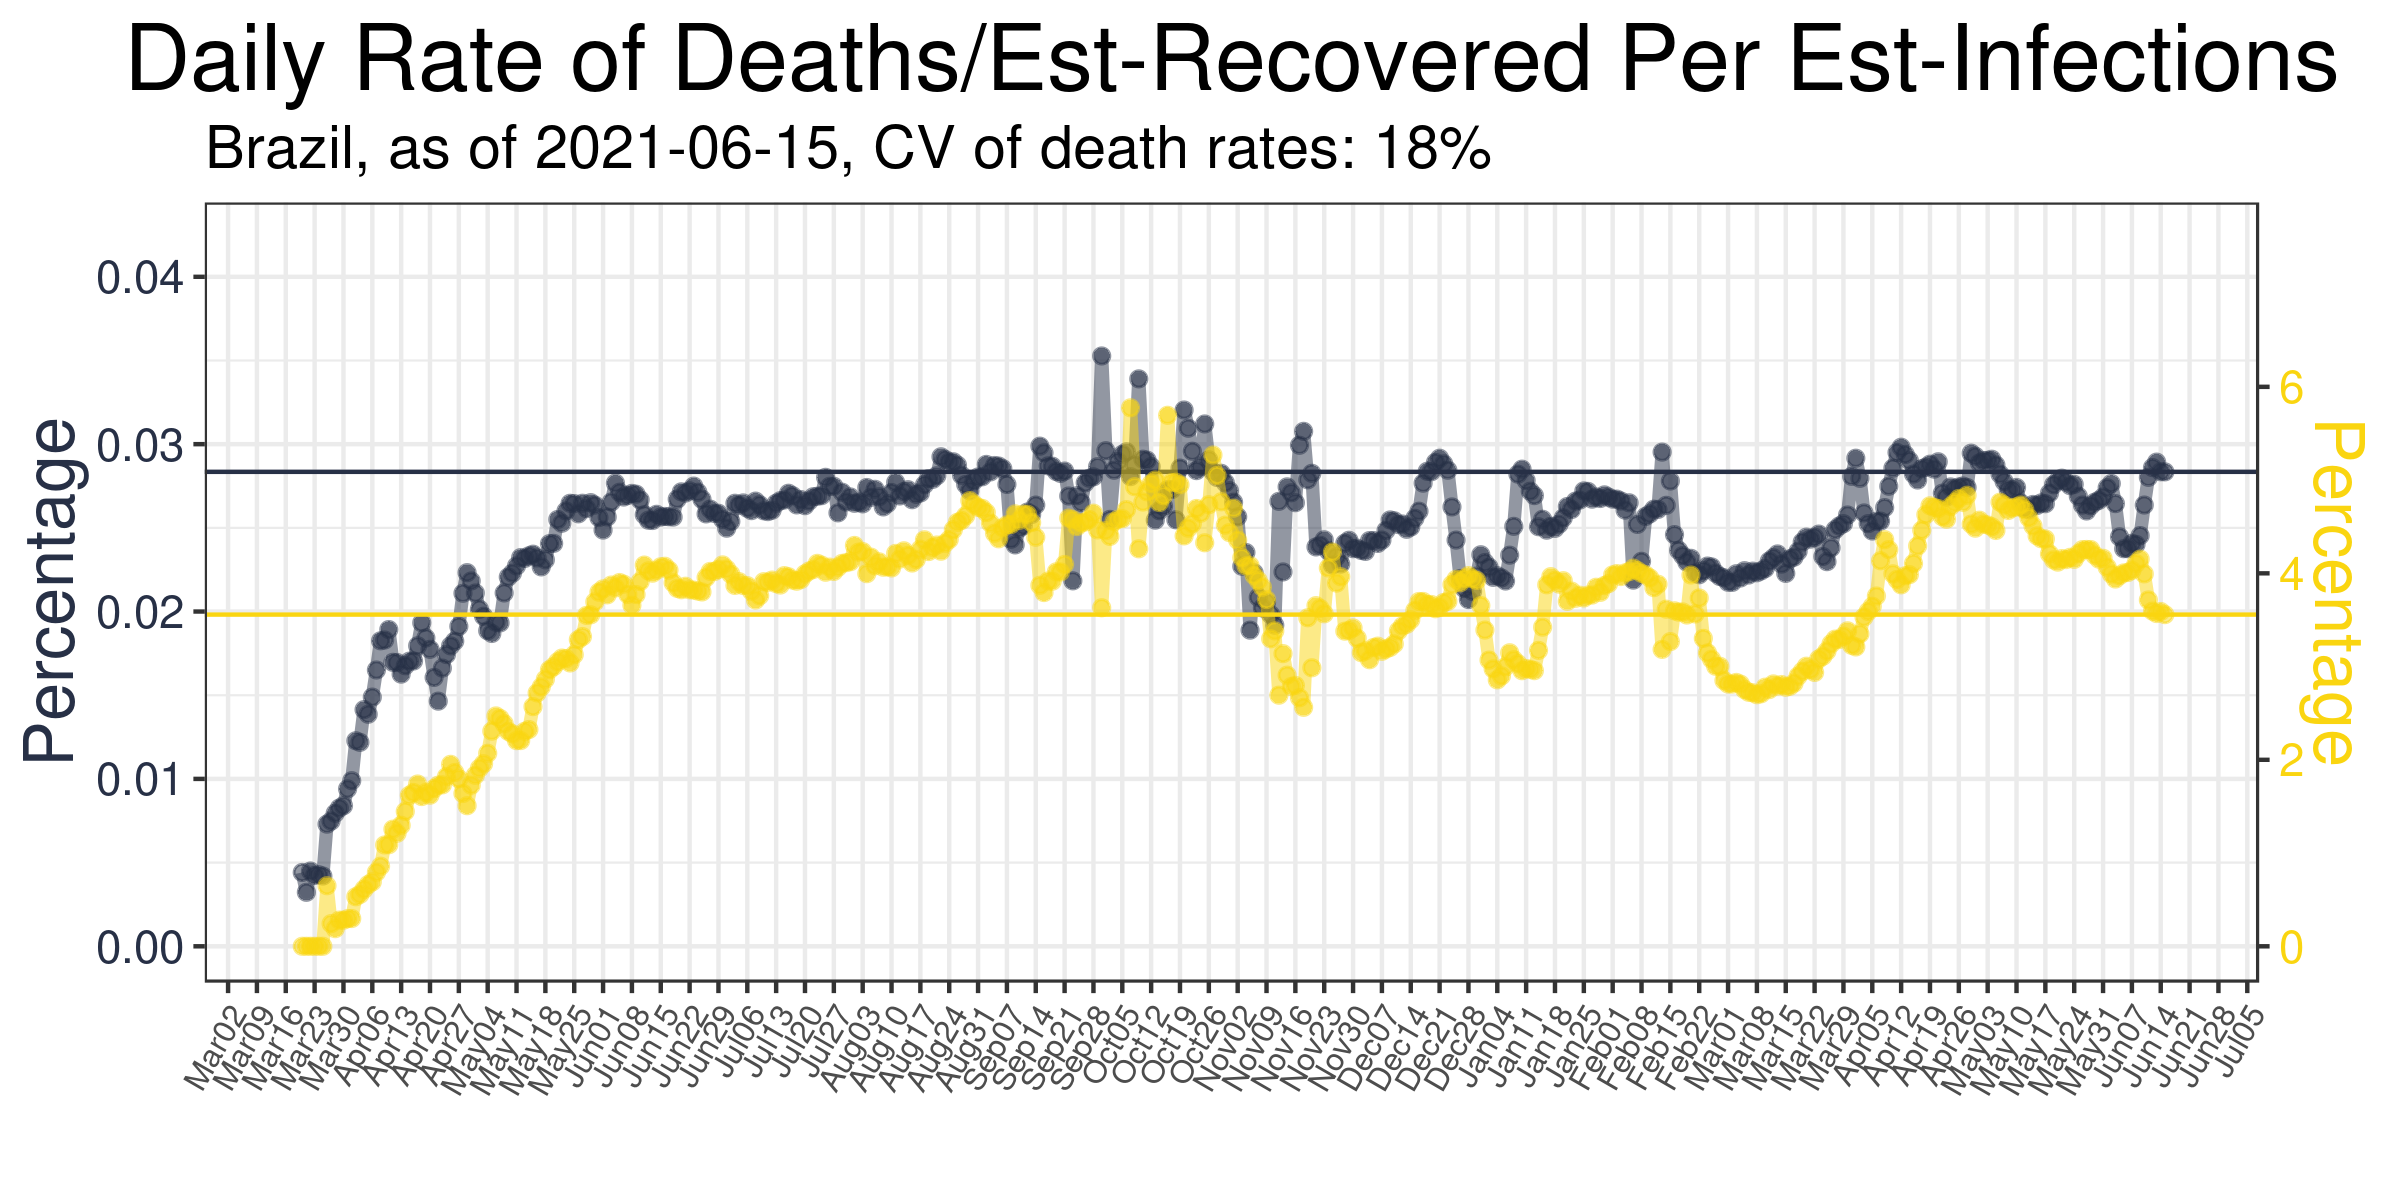 Daily Rate of Deaths/Est-Recovered Per Est-Infections
Brazil, as of 2021-06-15, CV of death rates: 18%
Percentage
0.04
0.03
0.02
0.01
0.00
6
4
2
0
Percentage
Mar02
Mar09
Mar16
Mar23
Mar30
Apr06
Apr13
Apr20
Apr27
May04
May11
May18
May25
Jun01
Jun08
Jun15
Jun22
Jun29
Jul06
Jul13
Jul20
Jul27
Aug03
Aug10
Aug17
Aug24
Aug31
Sep07
Sep14
Sep21
Sep28
Oct05
Oct12
Oct19
Oct26
Nov02
Nov09
Nov16
Nov23
Nov30
Dec07
Dec14
Dec21
Dec28
Jan04
Jan11
Jan18
Jan25
Feb01
Feb08
Feb15
Feb22
Mar01
Mar08
Mar15
Mar22
Mar29
Apr05
Apr12
Apr19
Apr26
May03
May10
May17
May24
May31
Jun07
Jun14
Jun21
Jun28
Jul05